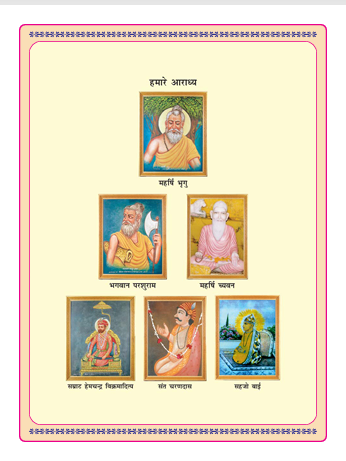 हमारे आराध्य
महर्षि भृगु
भगवान परशुराम
महर्षि च्यवन
सम्राट हेमचन्द्र विक्रमादित्य
संत चरणदास
सहजो बाई